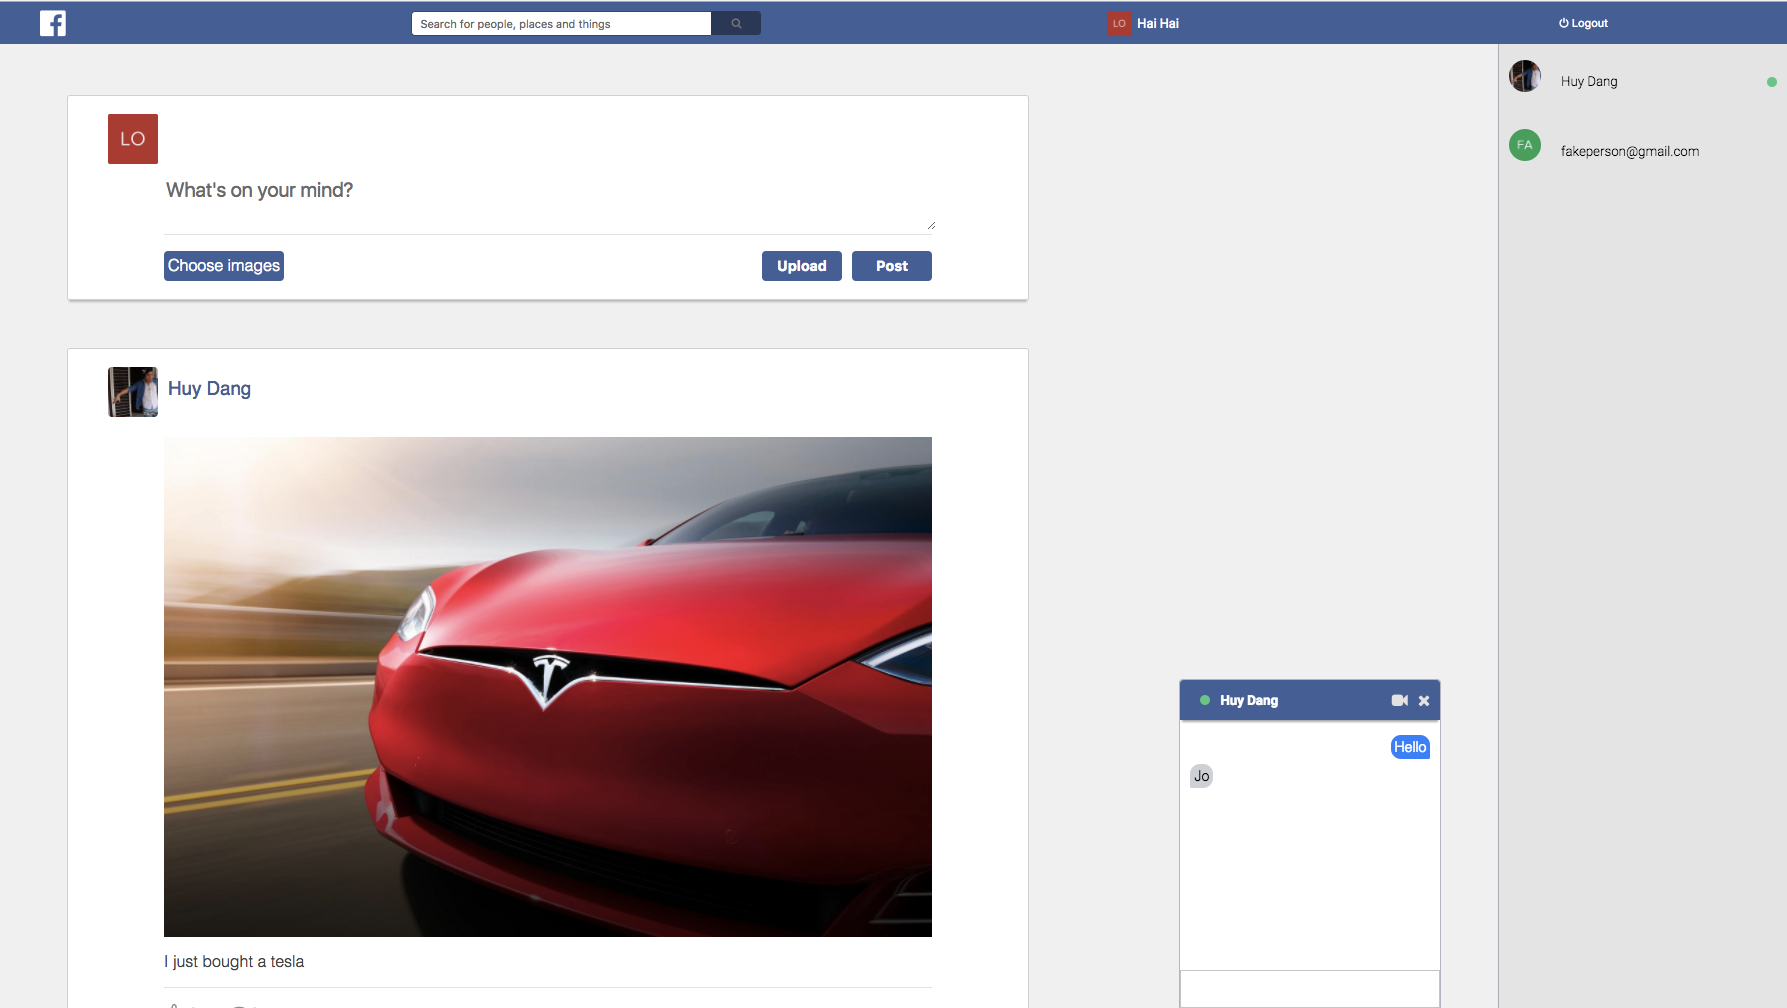 Search for people, places and things
LO Hai Hai
Logout
LO
What's on your mind?
Choose images
Upload
Post
Huy Dang
I just bought a tesla
Huy Dang
FA
fakeperson@gmail.com
Huy Dang
Hello
Jo